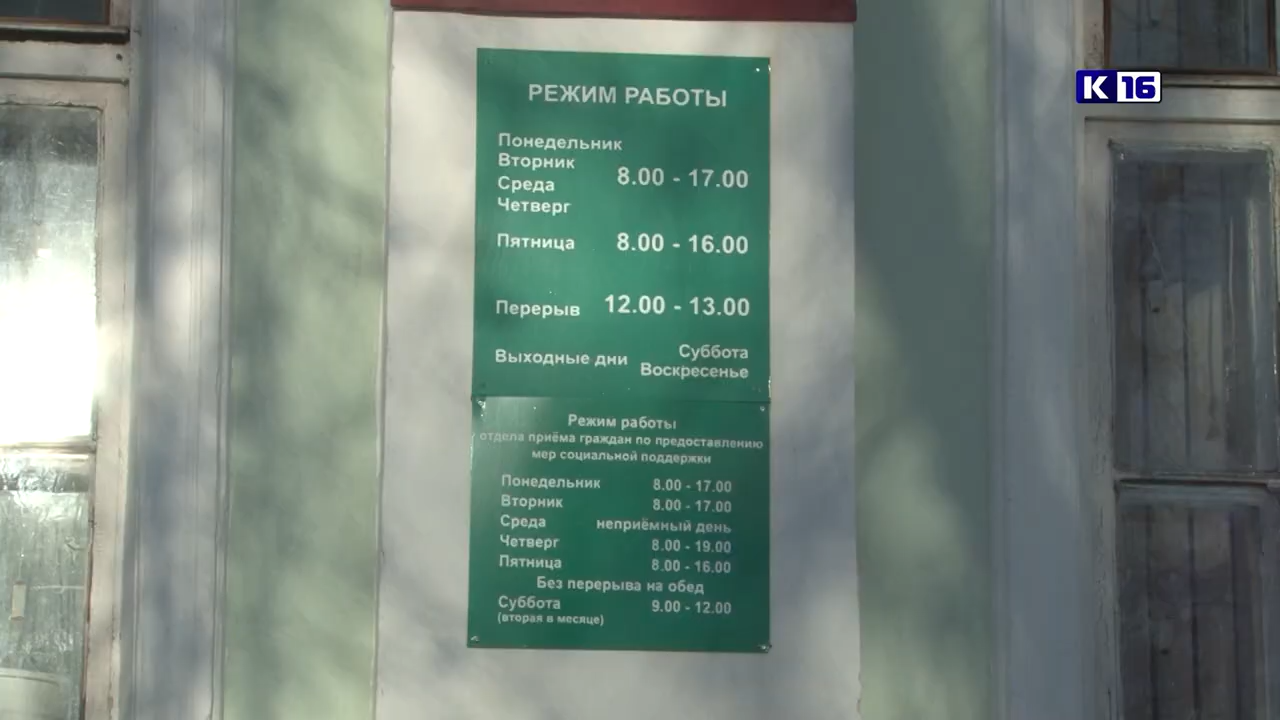 К 16
РЕЖИМ РАБОТЫ
Понедельник
Вторник
Среда
Четверг
8.00 - 17.00
Пятница 8.00 - 16.00
Перерыв 12.00 - 13.00
Выходные дни Суббота
Воскресенье
Режим работы
отдела приёма граждан по предоставлению
мер социальной поддержки
Понедельник 8.00 - 17.00
Вторник 8.00 - 17.00
Среда неприёмный день
Четверг 8.00 - 19.00
Пятница 8.00 - 16.00
Без перерыва на обед
Суббота 9.00 - 12.00
(вторая в месяце)